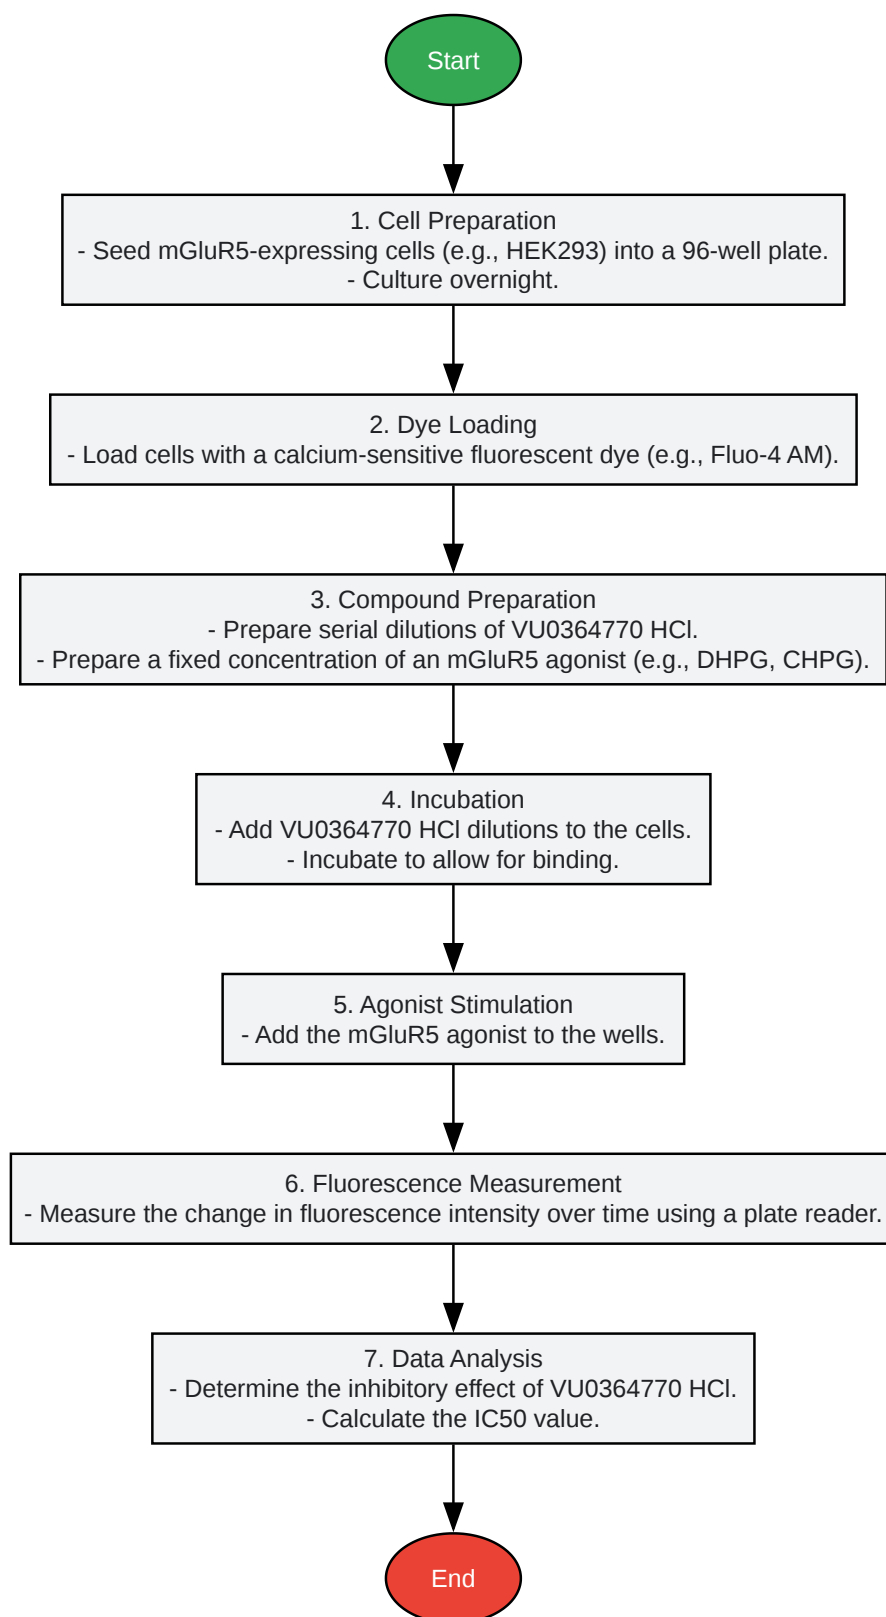 Start
1. Cell Preparation
- Seed mGluR5-expressing cells (e.g., HEK293) into a 96-well plate.
- Culture overnight.
2. Dye Loading
- Load cells with a calcium-sensitive fluorescent dye (e.g., Fluo-4 AM).
3. Compound Preparation
- Prepare serial dilutions of VU0364770 HCl.
- Prepare a fixed concentration of an mGluR5 agonist (e.g., DHPG, CHPG).
4. Incubation
- Add VU0364770 HCl dilutions to the cells.
- Incubate to allow for binding.
5. Agonist Stimulation
- Add the mGluR5 agonist to the wells.
6. Fluorescence Measurement
- Measure the change in fluorescence intensity over time using a plate reader.
7. Data Analysis
- Determine the inhibitory effect of VU0364770 HCl.
- Calculate the IC50 value.
End